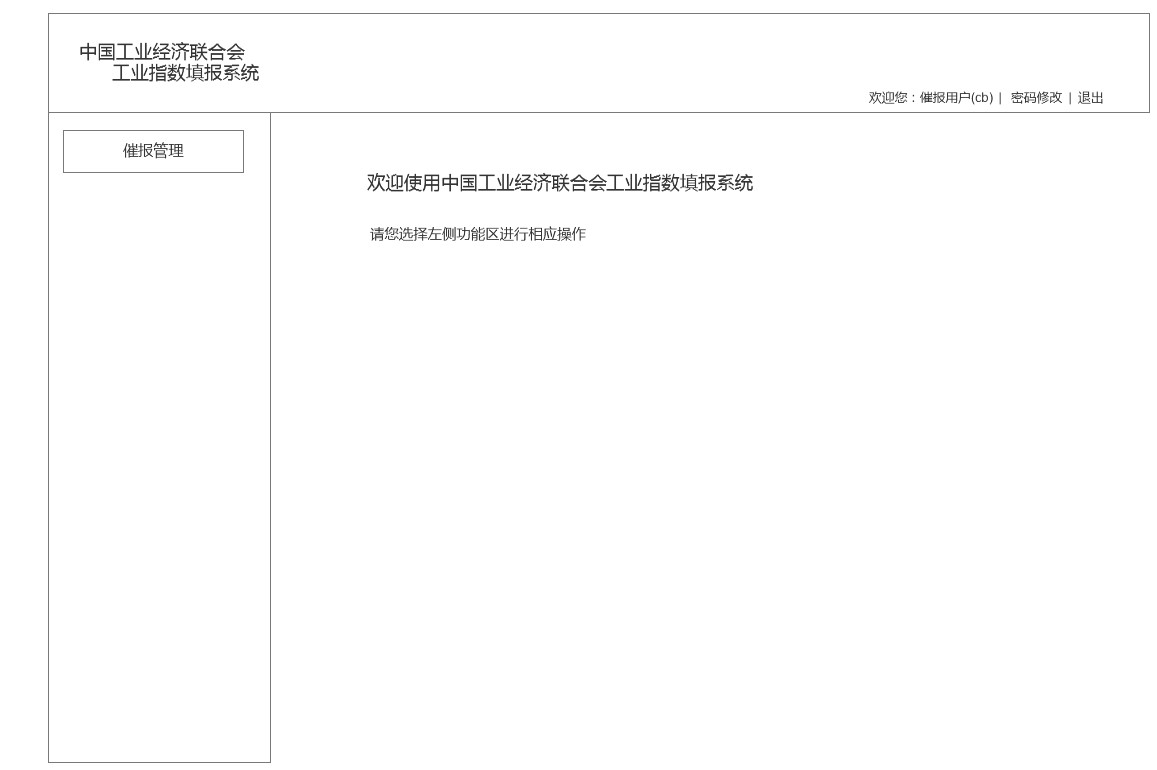 中国工业经济联合会
工业指数填报系统
欢迎您：催报用户(cb)｜ 密码修改 ｜退出
催报管理
欢迎使用中国工业经济联合会工业指数填报系统
请您选择左侧功能区进行相应操作